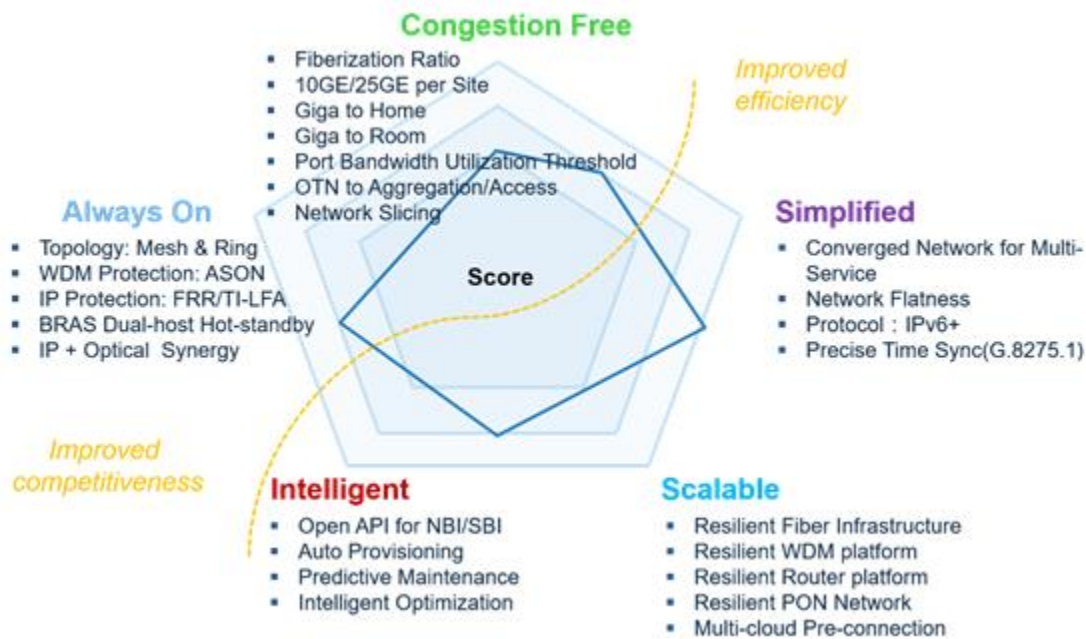 Congestion Free
▪ Fiberization Ratio
▪ 10GE/25GE per Site
▪ Giga to Home
▪ Giga to Room
▪ Port Bandwidth Utilization Threshold
▪ OTN to Aggregation/Access
▪ Network Slicing
Improved
efficiency
Always On
▪ Topology: Mesh & Ring
▪ WDM Protection: ASON
▪ IP Protection: FRR/TI-LFA
▪ BRAS Dual-host Hot-standby
▪ IP + Optical Synergy
Score
Simplified
▪ Converged Network for Multi-
Service
▪ Network Flatness
▪ Protocol：IPv6+
▪ Precise Time Sync(G.8275.1)
Improved
competitiveness
Intelligent
▪ Open API for NBI/SBI
▪ Auto Provisioning
▪ Predictive Maintenance
▪ Intelligent Optimization
Scalable
▪ Resilient Fiber Infrastructure
▪ Resilient WDM platform
▪ Resilient Router platform
▪ Resilient PON Network
▪ Multi-cloud Pre-connection